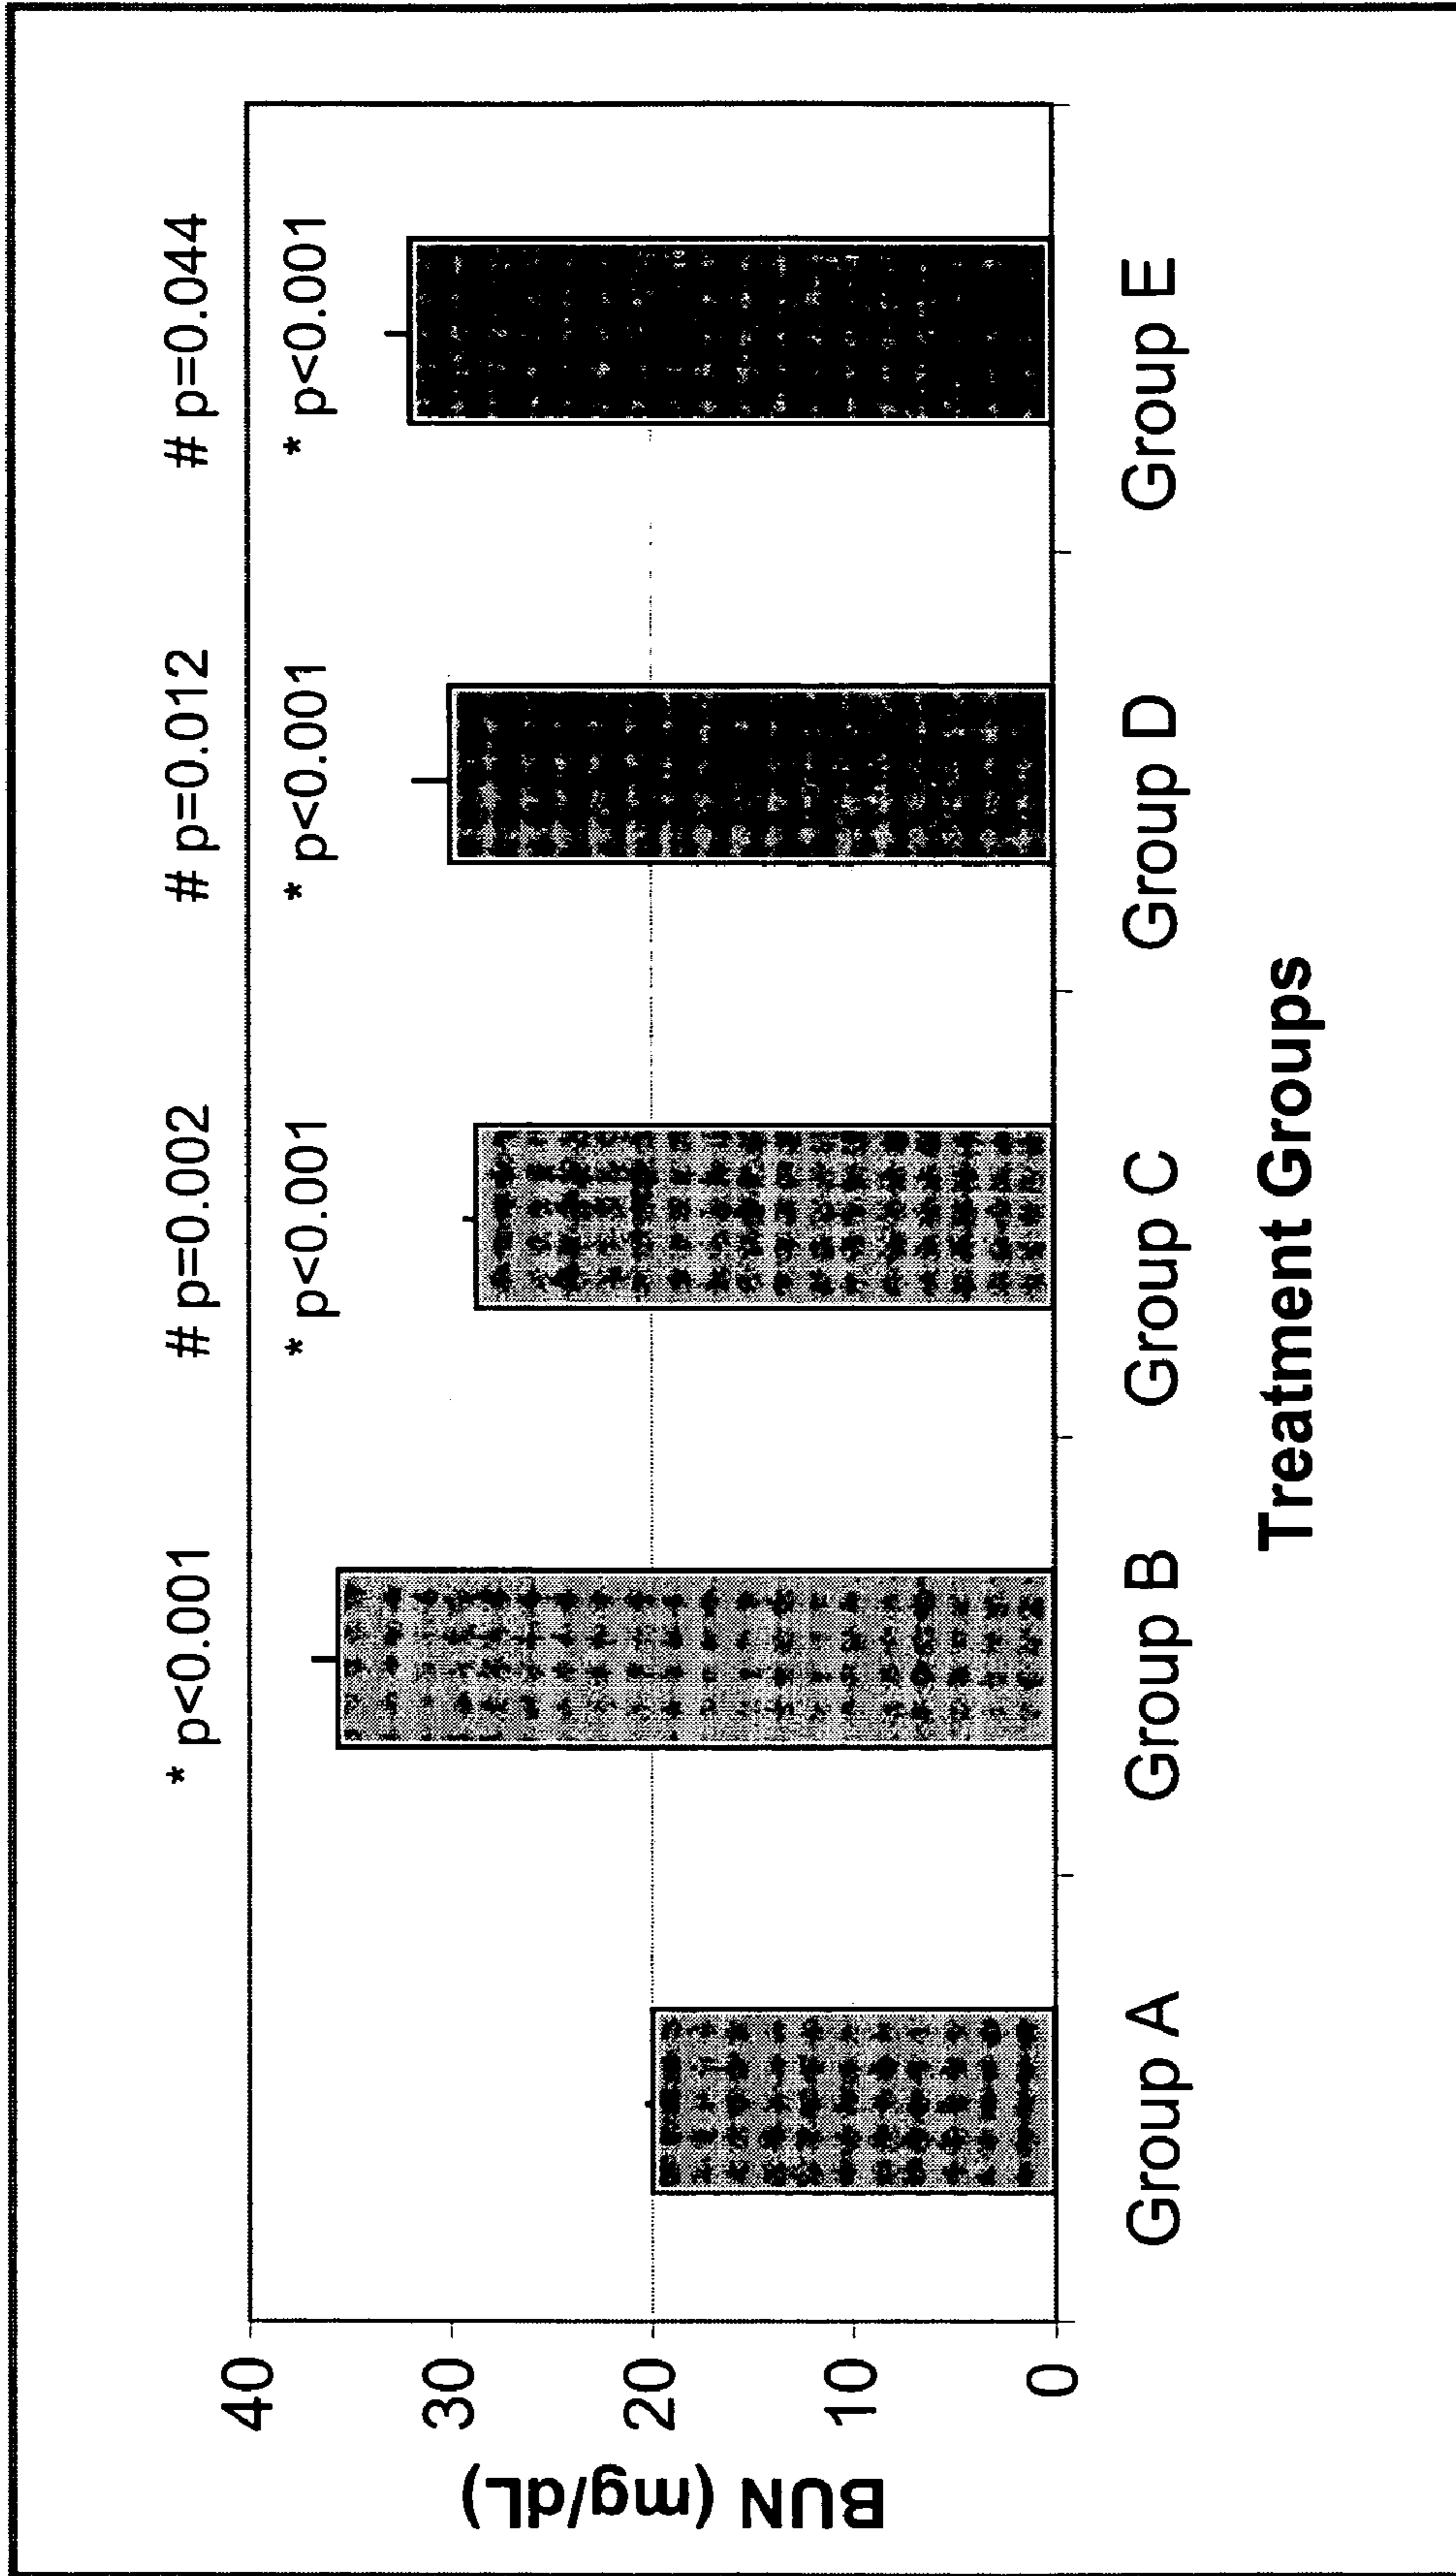 * p<0.001
# p=0.002
# p=0.012
# p=0.044
* p<0.001
* p<0.001
* p<0.001
BUN (mg/dL)
40
30
20
10
0
Group A
Group B
Group C
Group D
Group E
Treatment Groups